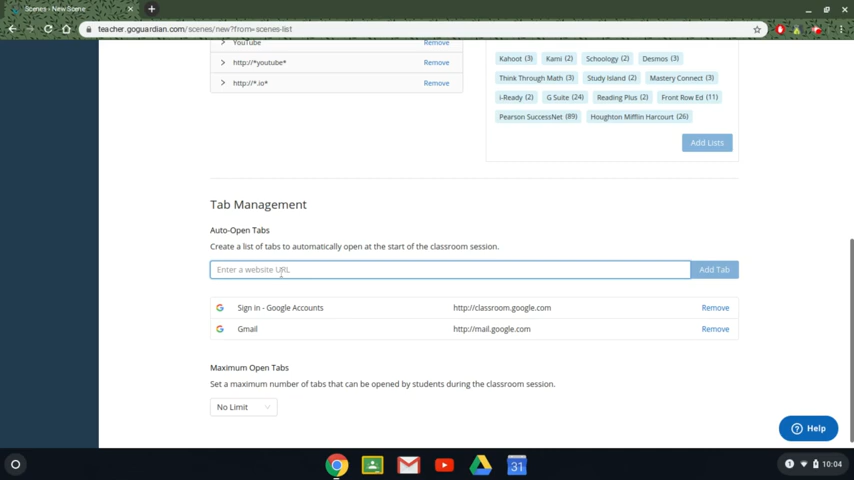 Scenes - New Scene
teacher.goguardian.com/scenes/new?from=scenes-list
YouTube Remove
http://*youtube* Remove
http://*.io* Remove
Kahoot (3) Kami (2) Schoology (2) Desmos (3)
Think Through Math (3) Study Island (2) Mastery Connect (3)
i-Ready (2) G Suite (24) Reading Plus (2) Front Row Ed (11)
Pearson SuccessNet (89) Houghton Mifflin Harcourt (26)
Add Lists
Tab Management
Auto-Open Tabs
Create a list of tabs to automatically open at the start of the classroom session.
Enter a website URL Add Tab
Sign in - Google Accounts http://classroom.google.com Remove
Gmail http://mail.google.com Remove
Maximum Open Tabs
Set a maximum number of tabs that can be opened by students during the classroom session.
No Limit
Help
31
10:04